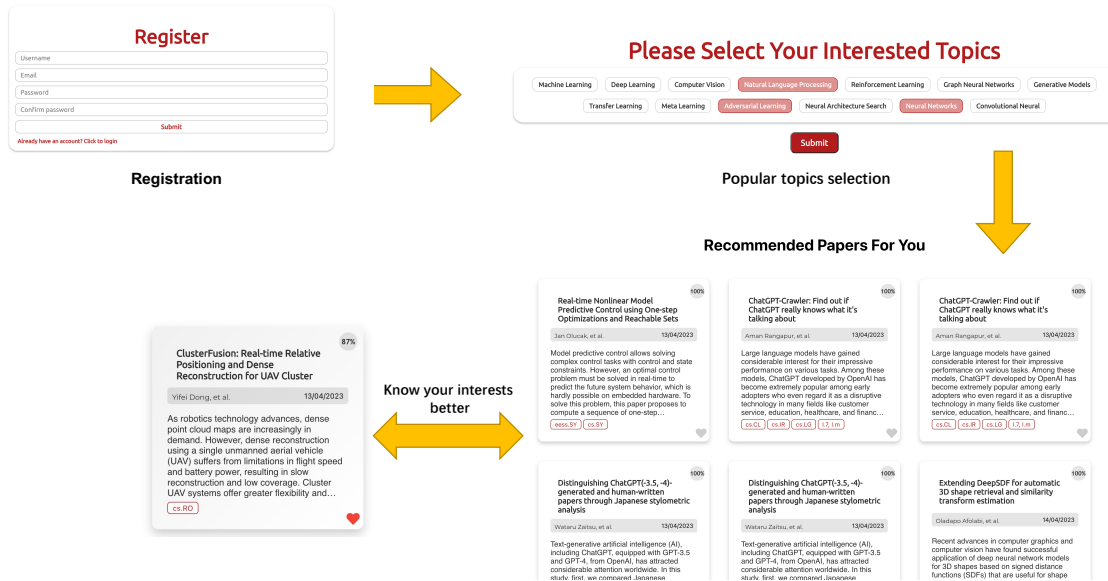 Register
Username
Email
Password
Confirm password
Submit
Already have an account? Click to login
Registration
Please Select Your Interested Topics
Machine Learning
Deep Learning
Computer Vision
Natural Language Processing
Reinforcement Learning
Graph Neural Networks
Generative Models
Transfer Learning
Meta Learning
Adversarial Learning
Neural Architecture Search
Neural Networks
Convolutional Neural
Submit
Popular topics selection
Recommended Papers For You
100%
Real-time Nonlinear Model
Predictive Control using One-step
Optimizations and Reachable Sets
Jan Olucak, et al. 13/04/2023
Model predictive control allows solving
complex control tasks with control and state
constraints. However, an optimal control
problem must be solved in real-time to
predict the future system behavior, which is
hardly possible on embedded hardware. To
solve this problem, this paper proposes to
compute a sequence of one-step...
eess.SY cs.SY
100%
ChatGPT-Crawler: Find out if
ChatGPT really knows what it's
talking about
Aman Rangapur, et al. 13/04/2023
Large language models have gained
considerable interest for their impressive
performance on various tasks. Among these
models, ChatGPT developed by OpenAI has
become extremely popular among early
adopters who even regard it as a disruptive
technology in many fields like customer
service, education, healthcare, and financ...
cs.CL cs.IR cs.LG I.7, I.m
100%
ChatGPT-Crawler: Find out if
ChatGPT really knows what it's
talking about
Aman Rangapur, et al. 13/04/2023
Large language models have gained
considerable interest for their impressive
performance on various tasks. Among these
models, ChatGPT developed by OpenAI has
become extremely popular among early
adopters who even regard it as a disruptive
technology in many fields like customer
service, education, healthcare, and financ...
cs.CL cs.IR cs.LG I.7, I.m
87%
ClusterFusion: Real-time Relative
Positioning and Dense
Reconstruction for UAV Cluster
Yifei Dong, et al. 13/04/2023
As robotics technology advances, dense
point cloud maps are increasingly in
demand. However, dense reconstruction
using a single unmanned aerial vehicle
(UAV) suffers from limitations in flight speed
and battery power, resulting in slow
reconstruction and low coverage. Cluster
UAV systems offer greater flexibility and...
cs.RO
Know your interests
better
100%
Distinguishing ChatGPT(-3.5, -4)-
generated and human-written
papers through Japanese stylometric
analysis
Wataru Zaitsu, et al. 13/04/2023
Text-generative artificial intelligence (AI),
including ChatGPT, equipped with GPT-3.5
and GPT-4, from OpenAI, has attracted
considerable attention worldwide. In this
study, first, we compared Japanese
100%
Distinguishing ChatGPT(-3.5, -4)-
generated and human-written
papers through Japanese stylometric
analysis
Wataru Zaitsu, et al. 13/04/2023
Text-generative artificial intelligence (AI),
including ChatGPT, equipped with GPT-3.5
and GPT-4, from OpenAI, has attracted
considerable attention worldwide. In this
study, first, we compared Japanese
100%
Extending DeepSDF for automatic
3D shape retrieval and similarity
transform estimation
Oladapo Afolabi, et al. 14/04/2023
Recent advances in computer graphics and
computer vision have found successful
application of deep neural network models
for 3D shapes based on signed distance
functions (SDFs) that are useful for shape